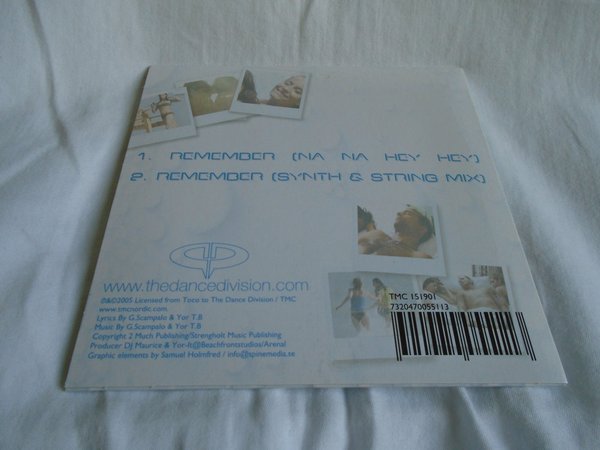 1. REMEMBER (NA NA HEY HEY)
2. REMEMBER (SYNTH & STRING MIX)
www.thedancedivision.com
℗&©2005 Licensed from Toco to The Dance Division / TMC
www.tmcnordic.com
Lyrics By G.Scampalo & Yor T.B
Music By G.Scampalo & Yor T.B
Copyright 2 Much Publishing/Strengholt Music Publishing
Producer DJ Maurice & Yor-It@Beachfrontstudios/Arenal
Graphic elements by Samuel Holmfred / info@spinemedia.se
TMC 151901
7320470055113